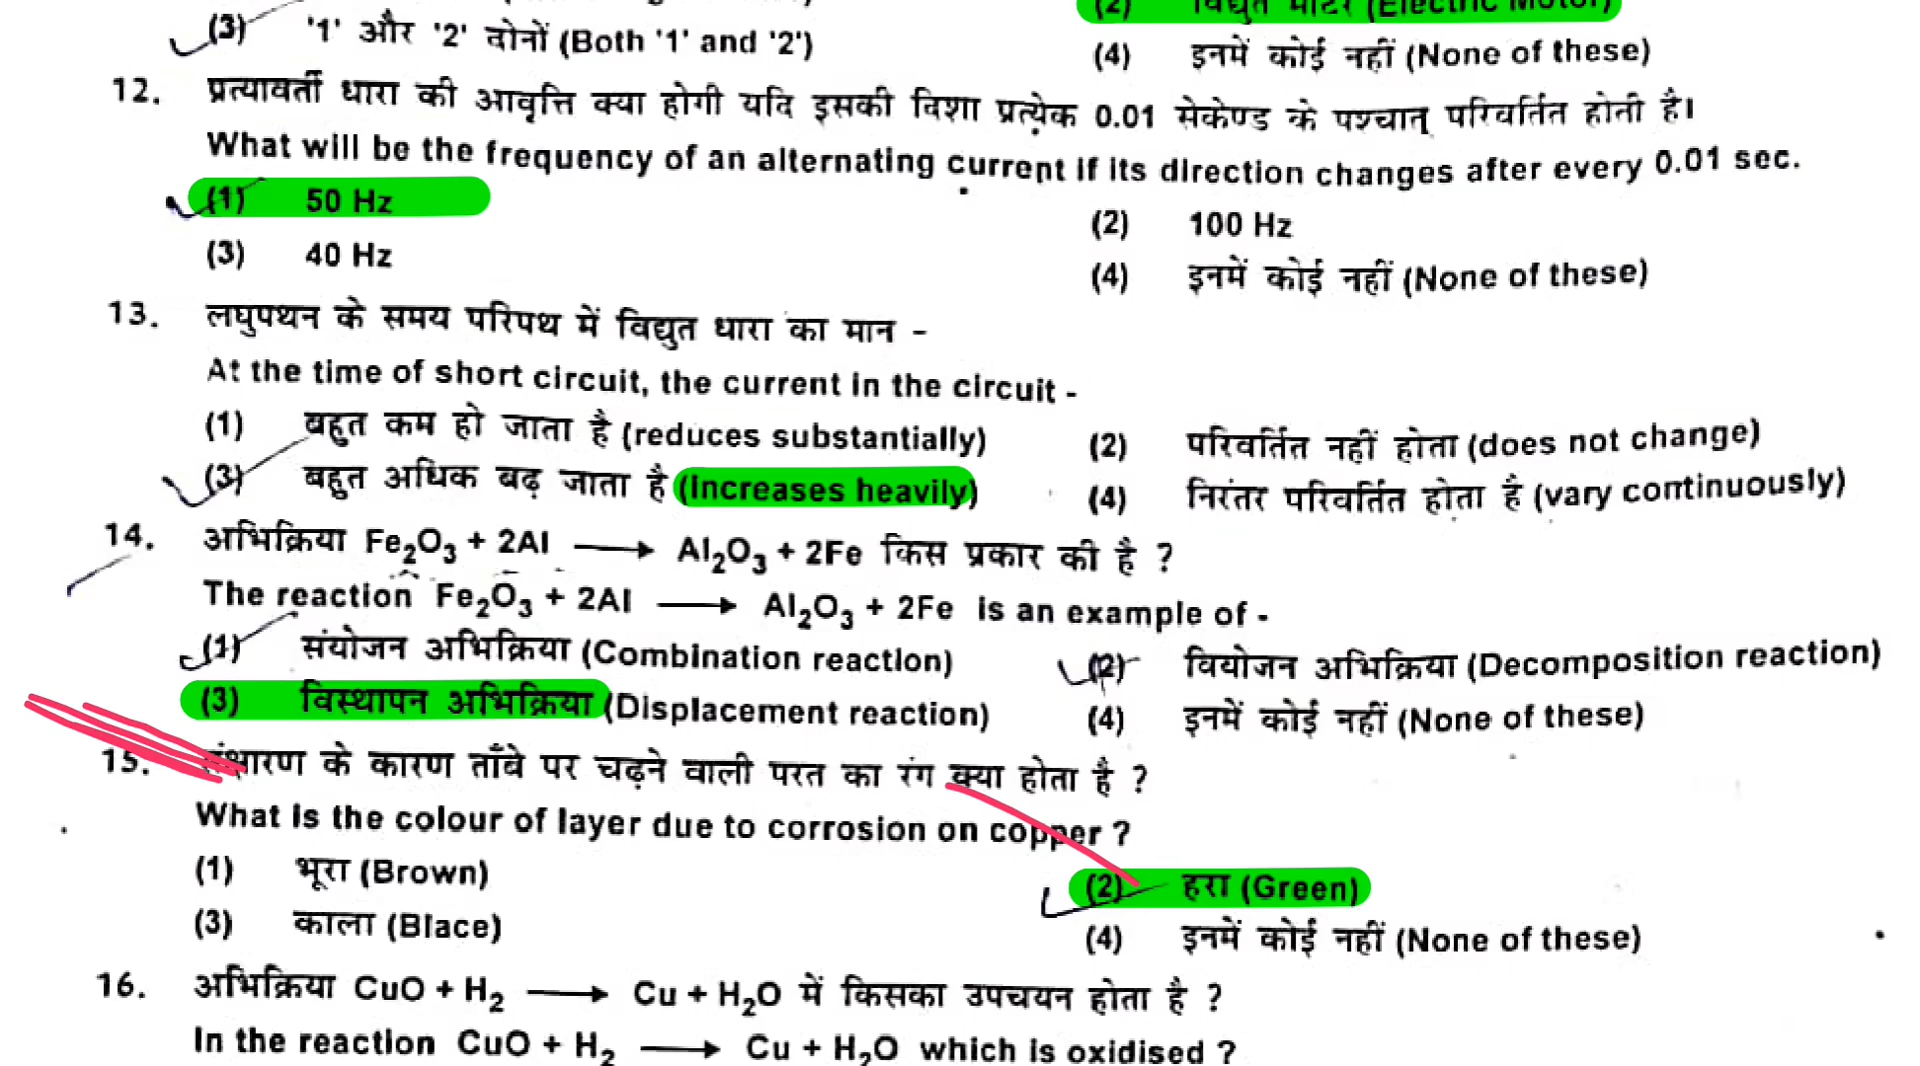 (3) '1' और '2' दोनों (Both '1' and '2')
(2) विद्युत मोटर (Electric Motor)
(4) इनमें कोई नहीं (None of these)
12. प्रत्यावर्ती धारा की आवृत्ति क्या होगी यदि इसकी दिशा प्रत्येक 0.01 सेकेण्ड के पश्चात् परिवर्तित होती है।
What will be the frequency of an alternating current if its direction changes after every 0.01 sec.
(1) 50 Hz
(2) 100 Hz
(3) 40 Hz
(4) इनमें कोई नहीं (None of these)
13. लघुपथन के समय परिपथ में विद्युत धारा का मान -
At the time of short circuit, the current in the circuit -
(1) बहुत कम हो जाता है (reduces substantially)
(2) परिवर्तित नहीं होता (does not change)
(3) बहुत अधिक बढ़ जाता है (Increases heavily)
(4) निरंतर परिवर्तित होता है (vary continuously)
14. अभिक्रिया Fe₂O₃ + 2Al ⟶ Al₂O₃ + 2Fe किस प्रकार की है ?
The reaction Fe₂O₃ + 2Al ⟶ Al₂O₃ + 2Fe is an example of -
(1) संयोजन अभिक्रिया (Combination reaction)
(2) वियोजन अभिक्रिया (Decomposition reaction)
(3) विस्थापन अभिक्रिया (Displacement reaction)
(4) इनमें कोई नहीं (None of these)
15. संक्षारण के कारण ताँबे पर चढ़ने वाली परत का रंग क्या होता है ?
What is the colour of layer due to corrosion on copper ?
(1) भूरा (Brown)
(2) हरा (Green)
(3) काला (Blace)
(4) इनमें कोई नहीं (None of these)
16. अभिक्रिया CuO + H₂ ⟶ Cu + H₂O में किसका उपचयन होता है ?
In the reaction CuO + H₂ ⟶ Cu + H₂O which is oxidised ?